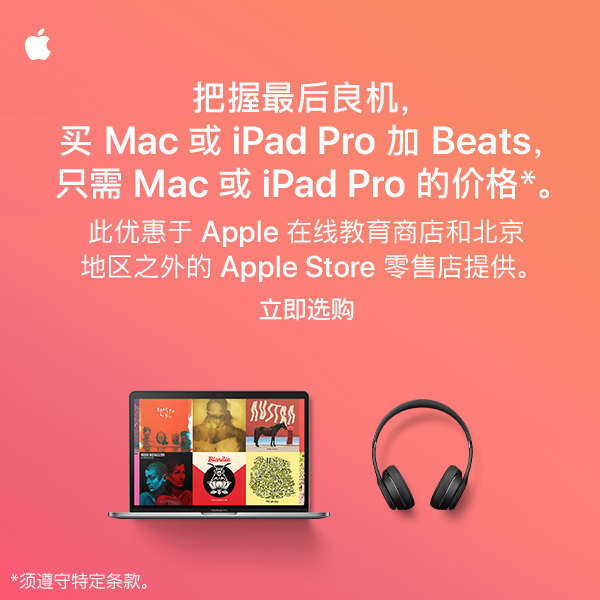 把握最后良机，
买 Mac 或 iPad Pro 加 Beats，
只需 Mac 或 iPad Pro 的价格*。
此优惠于 Apple 在线教育商店和北京
地区之外的 Apple Store 零售店提供。
立即选购
AUSTRA
Blondie
*须遵守特定条款。